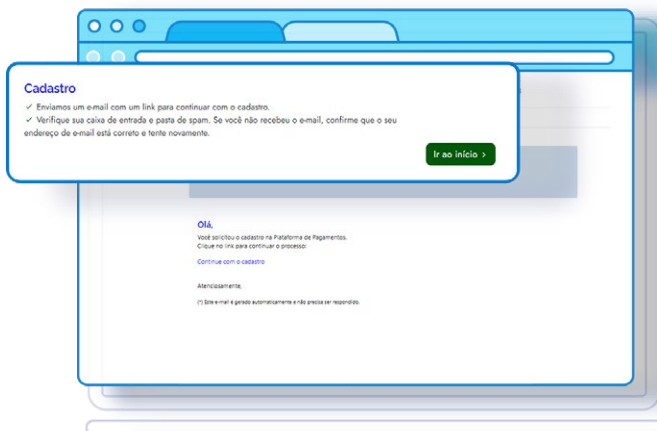 Cadastro
✓ Enviamos um e-mail com um link para continuar com o cadastro.
✓ Verifique sua caixa de entrada e pasta de spam. Se você não recebeu o e-mail, confirme que o seu
endereço de e-mail está correto e tente novamente.
Ir ao início >
Olá,
Você solicitou o cadastro na Plataforma de Pagamentos.
Clique no link para continuar o processo:
Continue com o cadastro
Atenciosamente,
(*) Este e-mail é gerado automaticamente e não precisa ser respondido.